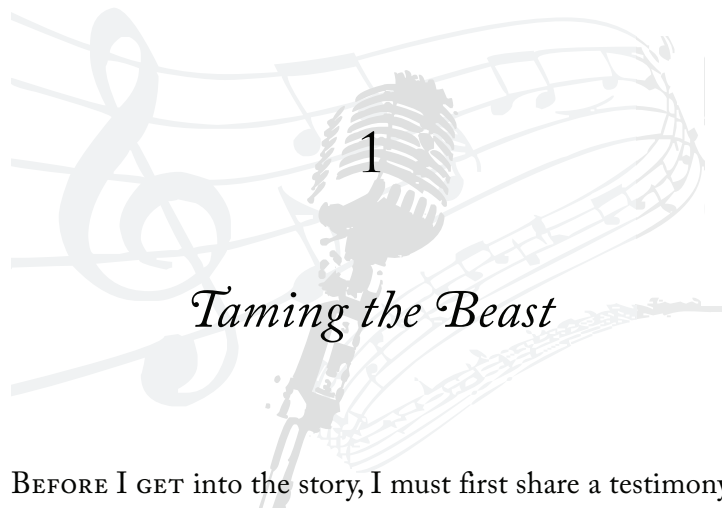 1
Taming the Beast
BEFORE I GET into the story, I must first share a testimony